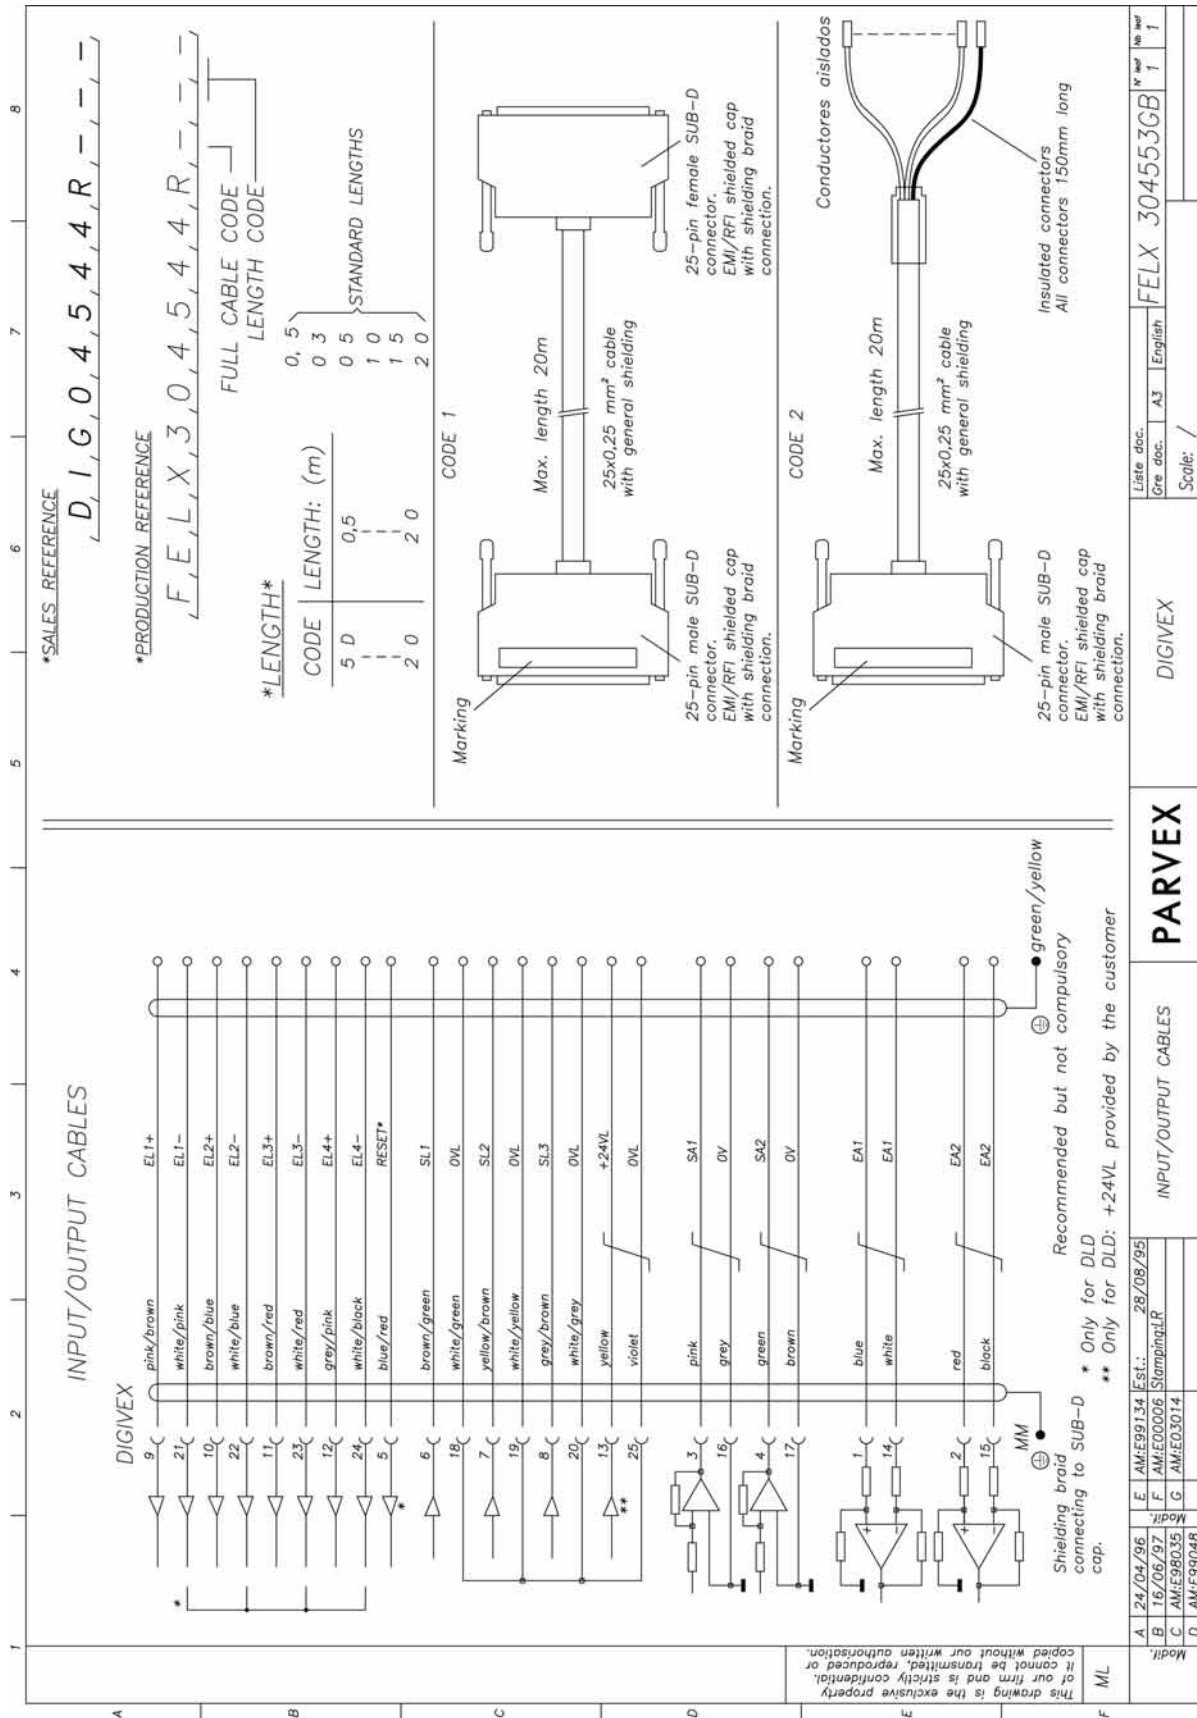 INPUT/OUTPUT CABLES
DIGIVEX
9 pink/brown EL1+
21 white/pink EL1-
10 brown/blue EL2+
22 white/blue EL2-
11 brown/red EL3+
23 white/red EL3-
12 grey/pink EL4+
24 white/black EL4-
5 blue/red RESET*
*
*
6 brown/green SL1
18 white/green 0VL
7 yellow/brown SL2
19 white/yellow 0VL
8 grey/brown SL3
20 white/grey 0VL
13 yellow +24VL
**
25 violet 0VL
3 pink SA1
16 grey 0V
4 green SA2
17 brown 0V
1 blue EA1
14 white EA1
2 red EA2
15 black EA2
+
-
+
-
MM
green/yellow
Shielding braid
connecting to SUB-D
cap.
Recommended but not compulsory
* Only for DLD
** Only for DLD: +24VL provided by the customer
*SALES REFERENCE
D,I,G,0,4,5,4,4,R,-,-,-
*PRODUCTION REFERENCE
F,E,L,X,3,0,4,5,4,4,R,-,-,-
FULL CABLE CODE
LENGTH CODE
*LENGTH*
CODE LENGTH: (m)
5 D 0,5
2 0 2 0
0,5
0 3
0 5
1 0
1 5
2 0
STANDARD LENGTHS
CODE 1
Marking
Max. length 20m
25x0,25 mm² cable
with general shielding
25-pin male SUB-D
connector.
EMI/RFI shielded cap
with shielding braid
connection.
25-pin female SUB-D
connector.
EMI/RFI shielded cap
with shielding braid
connection.
CODE 2
Marking
Max. length 20m
25x0,25 mm² cable
with general shielding
Conductores aislados
25-pin male SUB-D
connector.
EMI/RFI shielded cap
with shielding braid
connection.
Insulated connectors
All connectors 150mm long
1 2 3 4 5 6 7 8
A
B
C
D
E
F
This drawing is the exclusive property
of our firm and is strictly confidential.
It cannot be transmitted, reproduced or
copied without our written authorisation.
ML
Modif.
A 24/04/96
B 16/06/97
C AM:E98035
D AM:E99048
Modif.
E AM:E99134
F AM:E00006
G AM:E03014
Est.: 28/08/95
Stamping:LR
INPUT/OUTPUT CABLES
PARVEX
DIGIVEX
Liste doc.
Gre doc. A3 English
Scale: /
FELX 304553GB
N° leaf 1
Nb leaf 1